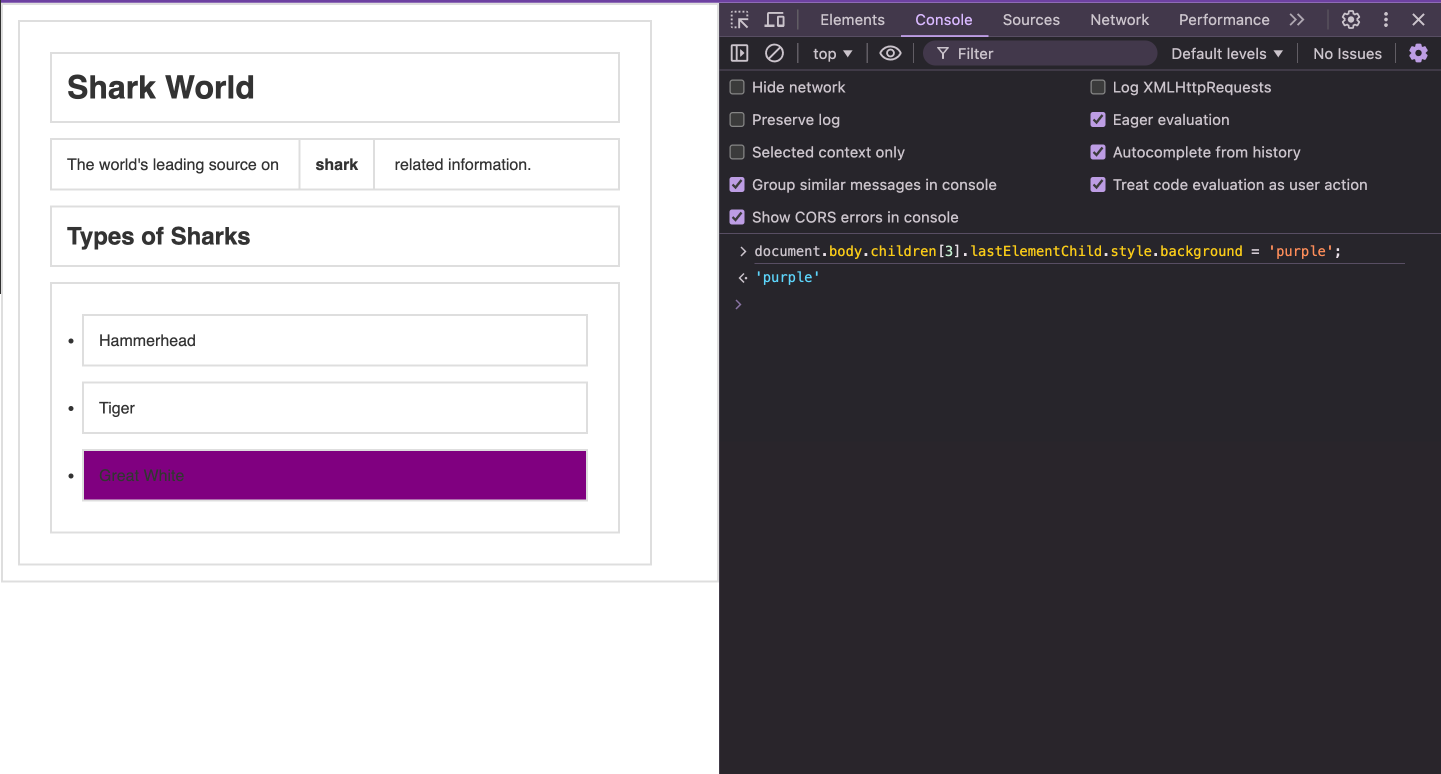 Shark World
The world's leading source on shark related information.
Types of Sharks
Hammerhead
Tiger
Great White
Elements Console Sources Network Performance
top Filter Default levels No Issues
Hide network
Log XMLHttpRequests
Preserve log
Eager evaluation
Selected context only
Autocomplete from history
Group similar messages in console
Treat code evaluation as user action
Show CORS errors in console
document.body.children[3].lastElementChild.style.background = 'purple';
'purple'